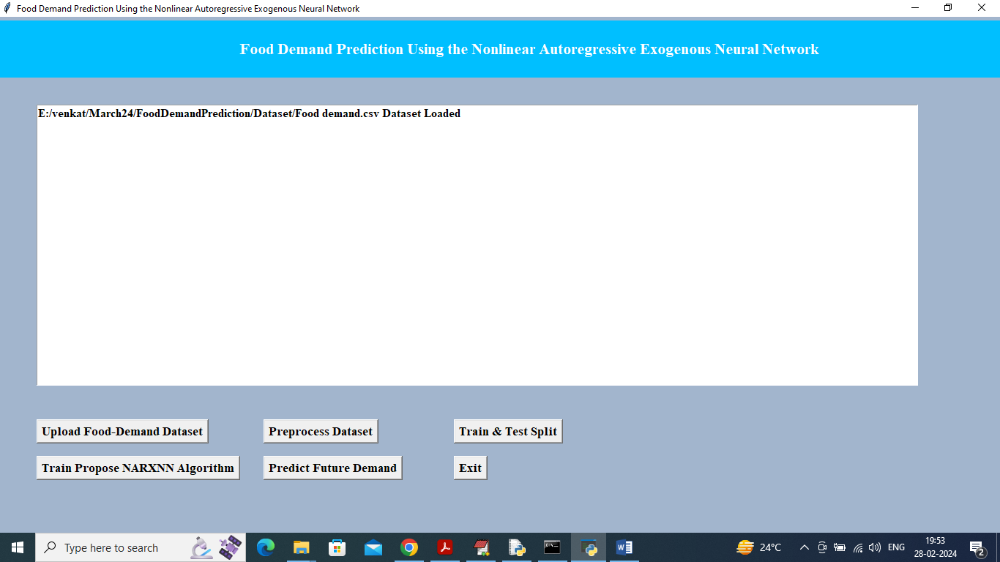 Food Demand Prediction Using the Nonlinear Autoregressive Exogenous Neural Network
Food Demand Prediction Using the Nonlinear Autoregressive Exogenous Neural Network
E:/venkat/March24/FoodDemandPrediction/Dataset/Food demand.csv Dataset Loaded
Upload Food-Demand Dataset Preprocess Dataset Train & Test Split
Train Propose NARXNN Algorithm Predict Future Demand Exit
Type here to search 24°C ENG 19:53
28-02-2024 2